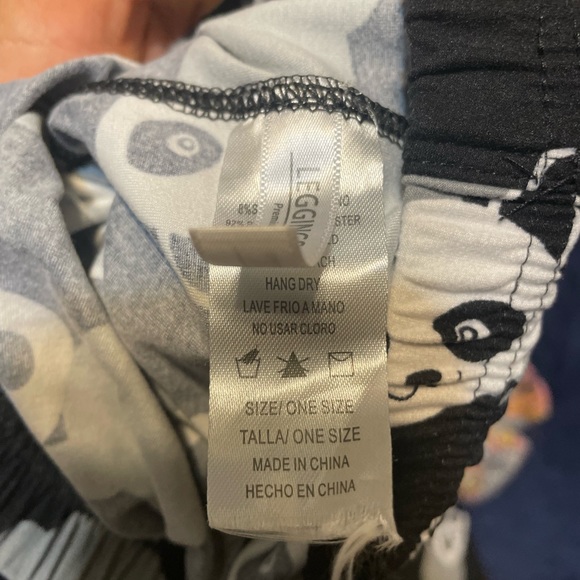 LEGGINGS
8%S
HANG DRY
LAVE FRIO A MANO
NO USAR CLORO
SIZE/ ONE SIZE
TALLA/ ONE SIZE
MADE IN CHINA
HECHO EN CHINA